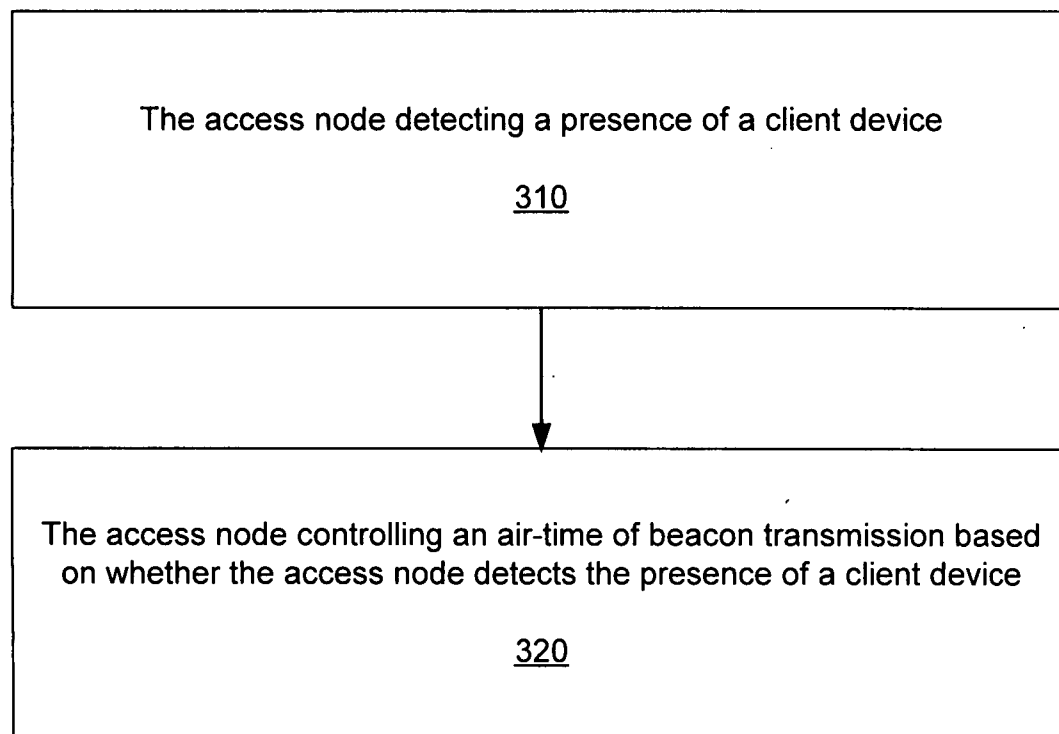 The access node detecting a presence of a client device
310
The access node controlling an air-time of beacon transmission based
on whether the access node detects the presence of a client device
320